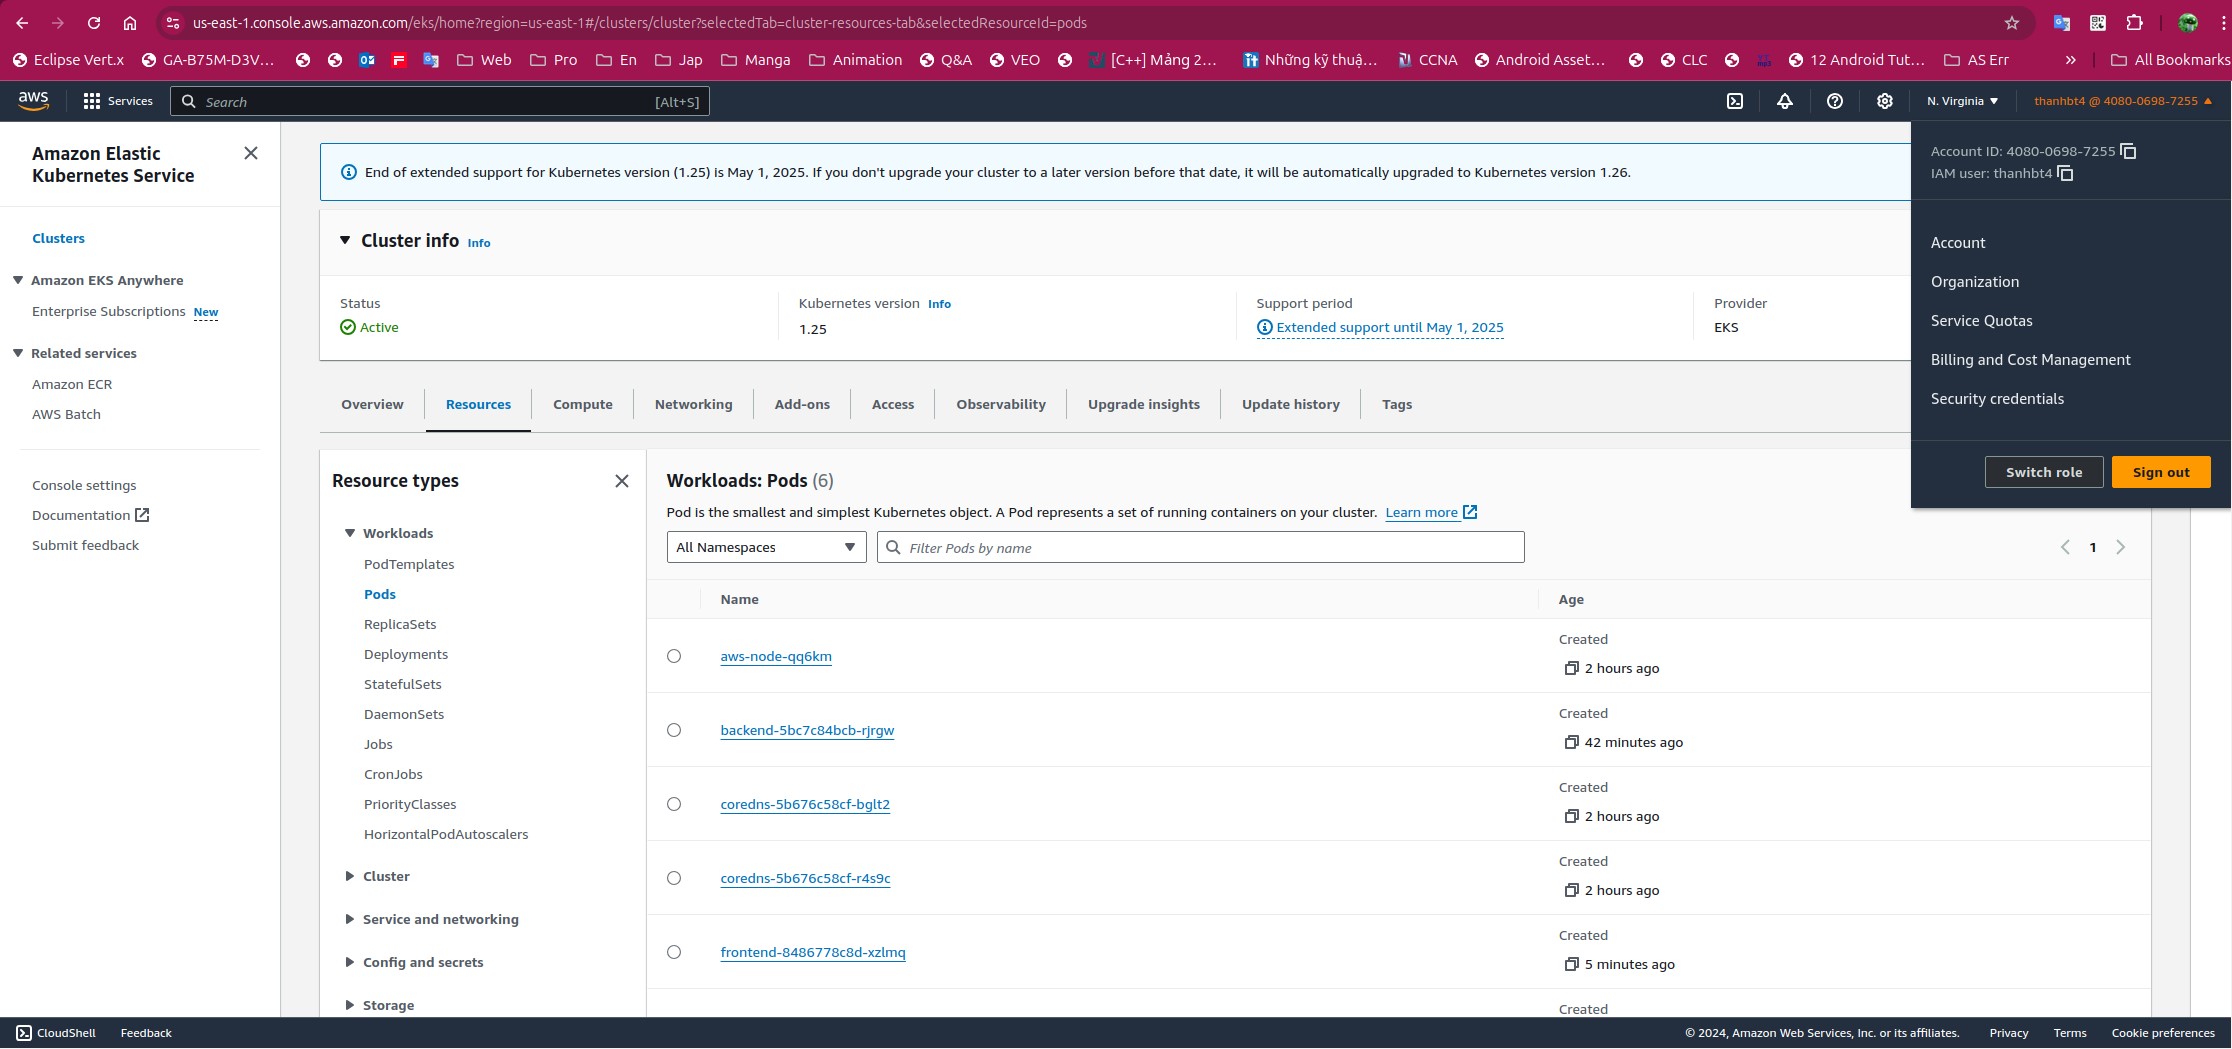 us-east-1.console.aws.amazon.com/eks/home?region=us-east-1#/clusters/cluster?selectedTab=cluster-resources-tab&selectedResourceId=pods
Eclipse Vert.x GA-B75M-D3V... Web Pro En Jap Manga Animation Q&A VEO [C++] Mảng 2... Những kỹ thuậ... CCNA Android Asset... CLC 12 Android Tut... AS Err » All Bookmarks
aws Services Search [Alt+S] N. Virginia thanhbt4 @ 4080-0698-7255
Account ID: 4080-0698-7255
IAM user: thanhbt4
Account
Organization
Service Quotas
Billing and Cost Management
Security credentials
Switch role Sign out
Amazon Elastic
Kubernetes Service
Clusters
Amazon EKS Anywhere
Enterprise Subscriptions New
Related services
Amazon ECR
AWS Batch
Console settings
Documentation
Submit feedback
End of extended support for Kubernetes version (1.25) is May 1, 2025. If you don't upgrade your cluster to a later version before that date, it will be automatically upgraded to Kubernetes version 1.26.
Cluster info Info
Status
Active
Kubernetes version Info
1.25
Support period
Extended support until May 1, 2025
Provider
EKS
Overview Resources Compute Networking Add-ons Access Observability Upgrade insights Update history Tags
Resource types
Workloads
PodTemplates
Pods
ReplicaSets
Deployments
StatefulSets
DaemonSets
Jobs
CronJobs
PriorityClasses
HorizontalPodAutoscalers
Cluster
Service and networking
Config and secrets
Storage
Workloads: Pods (6)
Pod is the smallest and simplest Kubernetes object. A Pod represents a set of running containers on your cluster. Learn more
All Namespaces Filter Pods by name 1
Name Age
aws-node-qq6km Created
2 hours ago
backend-5bc7c84bcb-rjrgw Created
42 minutes ago
coredns-5b676c58cf-bglt2 Created
2 hours ago
coredns-5b676c58cf-r4s9c Created
2 hours ago
frontend-8486778c8d-xzlmq Created
5 minutes ago
Created
CloudShell Feedback © 2024, Amazon Web Services, Inc. or its affiliates. Privacy Terms Cookie preferences